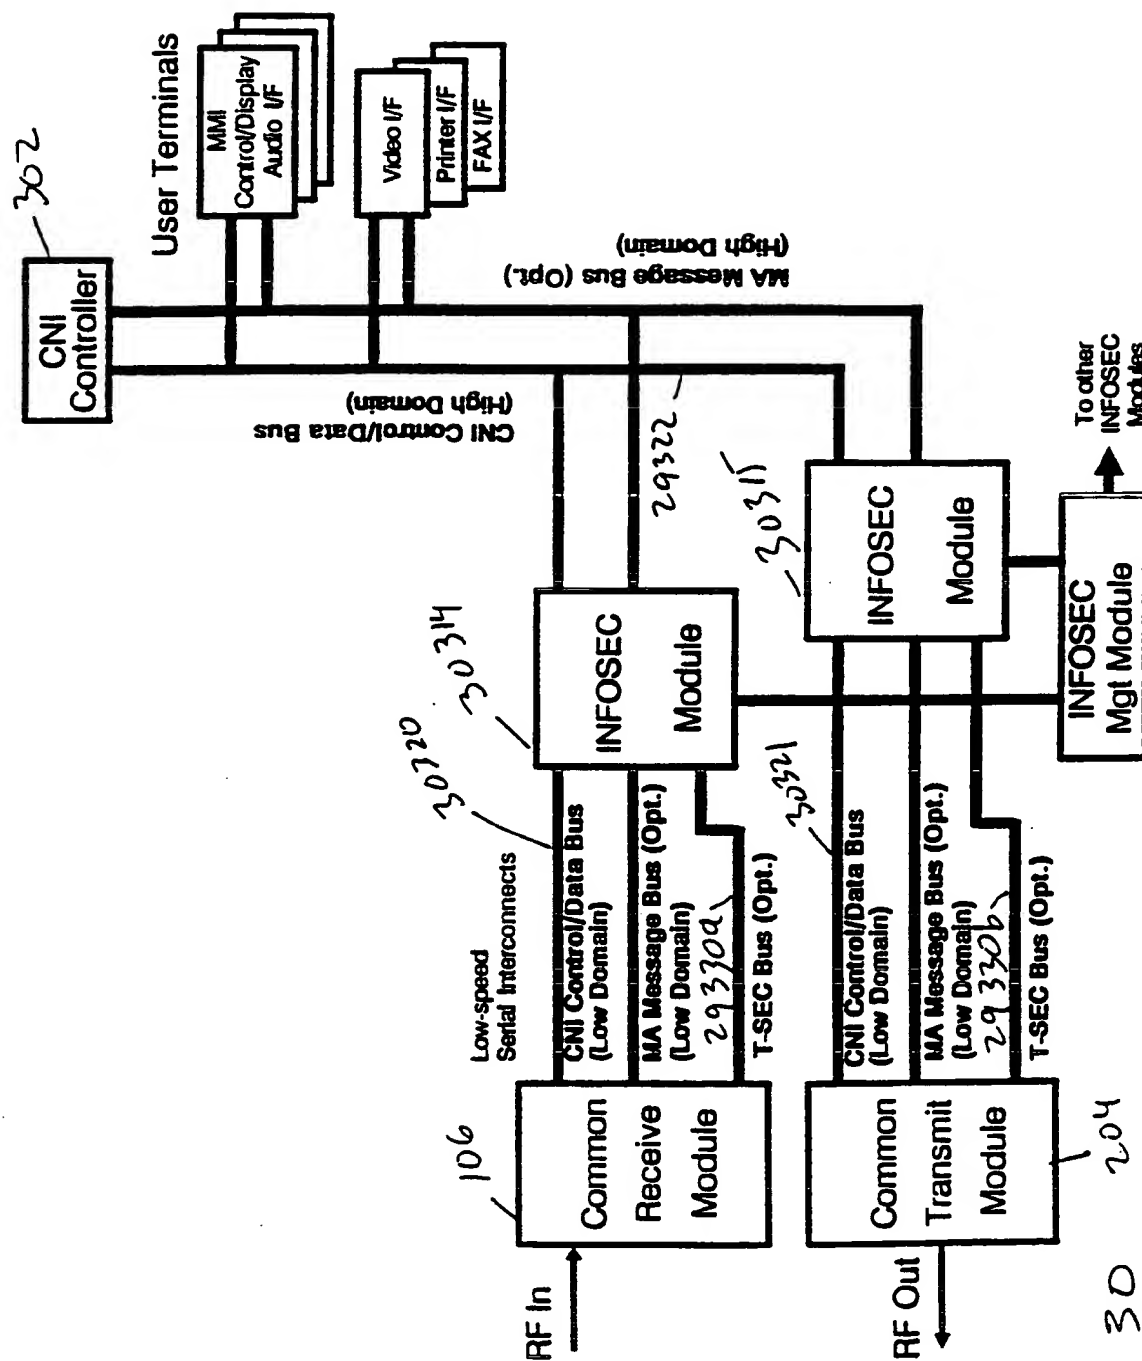 302
CNI
Controller
User Terminals
MMI
Control/Display
Audio I/F
Video I/F
Printer I/F
FAX I/F
CNI Control/Data Bus
(High Domain)
MA Message Bus (Opt.)
(High Domain)
29322
30314
INFOSEC
Module
30315
INFOSEC
Module
To other
INFOSEC
Modules
INFOSEC
Mgt Module
Low-speed
Serial Interconnects
30320
CNI Control/Data Bus
(Low Domain)
MA Message Bus (Opt.)
(Low Domain)
29330a
T-SEC Bus (Opt.)
30321
CNI Control/Data Bus
(Low Domain)
MA Message Bus (Opt.)
(Low Domain)
29330b
T-SEC Bus (Opt.)
106
Common
Receive
Module
RF In
Common
Transmit
Module
204
RF Out
30